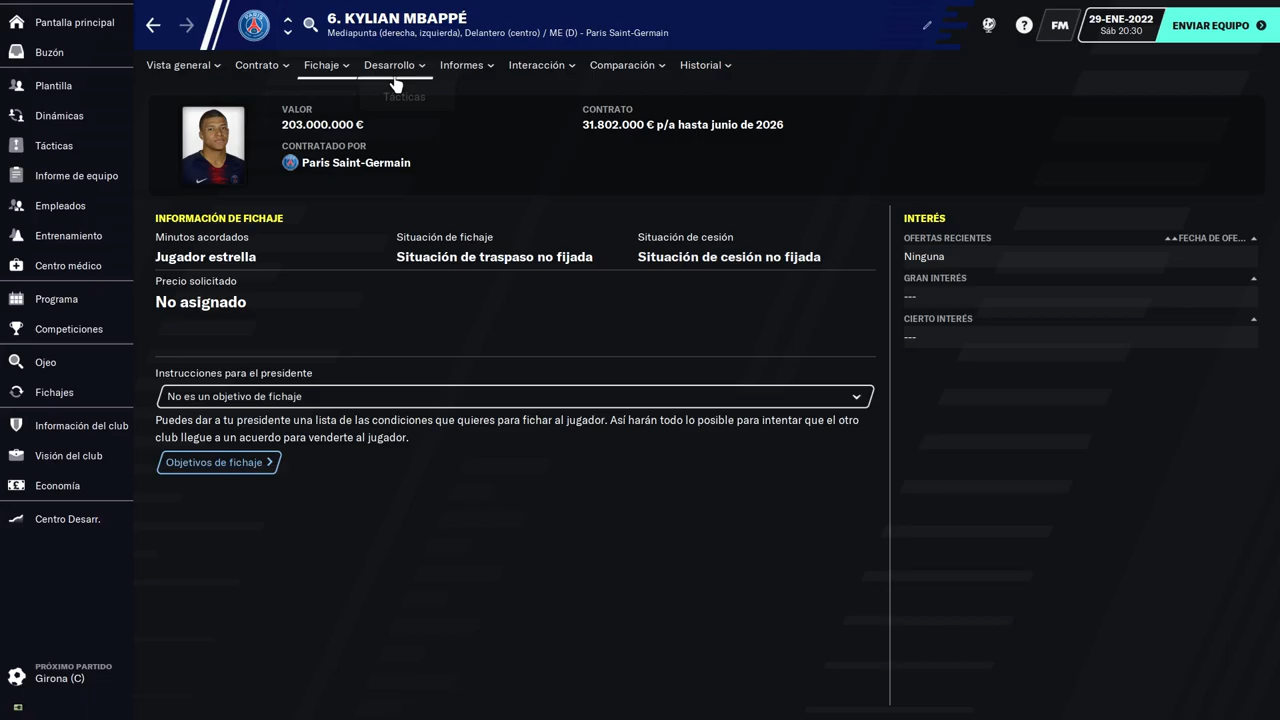 Pantalla principal
Buzón
Plantilla
Dinámicas
Tácticas
Informe de equipo
Empleados
Entrenamiento
Centro médico
Programa
Competiciones
Ojeo
Fichajes
Información del club
Visión del club
Economía
Centro Desarr.
PRÓXIMO PARTIDO
Girona (C)
6. KYLIAN MBAPPÉ
Mediapunta (derecha, izquierda), Delantero (centro) / ME (D) - Paris Saint-Germain
FM
29-ENE-2022
Sáb 20:30
ENVIAR EQUIPO
Vista general
Contrato
Fichaje
Desarrollo
Informes
Interacción
Comparación
Historial
Tácticas
VALOR
203.000.000 €
CONTRATADO POR
Paris Saint-Germain
CONTRATO
31.802.000 € p/a hasta junio de 2026
INFORMACIÓN DE FICHAJE
Minutos acordados
Jugador estrella
Situación de fichaje
Situación de traspaso no fijada
Situación de cesión
Situación de cesión no fijada
Precio solicitado
No asignado
Instrucciones para el presidente
No es un objetivo de fichaje
Puedes dar a tu presidente una lista de las condiciones que quieres para fichar al jugador. Así harán todo lo posible para intentar que el otro
club llegue a un acuerdo para venderte al jugador.
Objetivos de fichaje
INTERÉS
OFERTAS RECIENTES
FECHA DE OFE...
Ninguna
GRAN INTERÉS
---
CIERTO INTERÉS
---